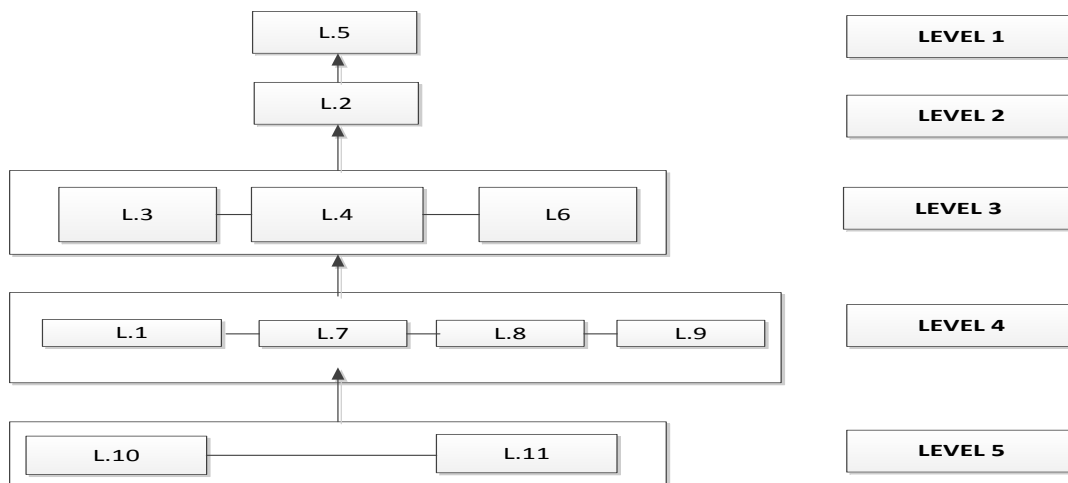 L.5
LEVEL 1
L.2
LEVEL 2
L.3 L.4 L6
LEVEL 3
L.1 L.7 L.8 L.9
LEVEL 4
L.10 L.11
LEVEL 5